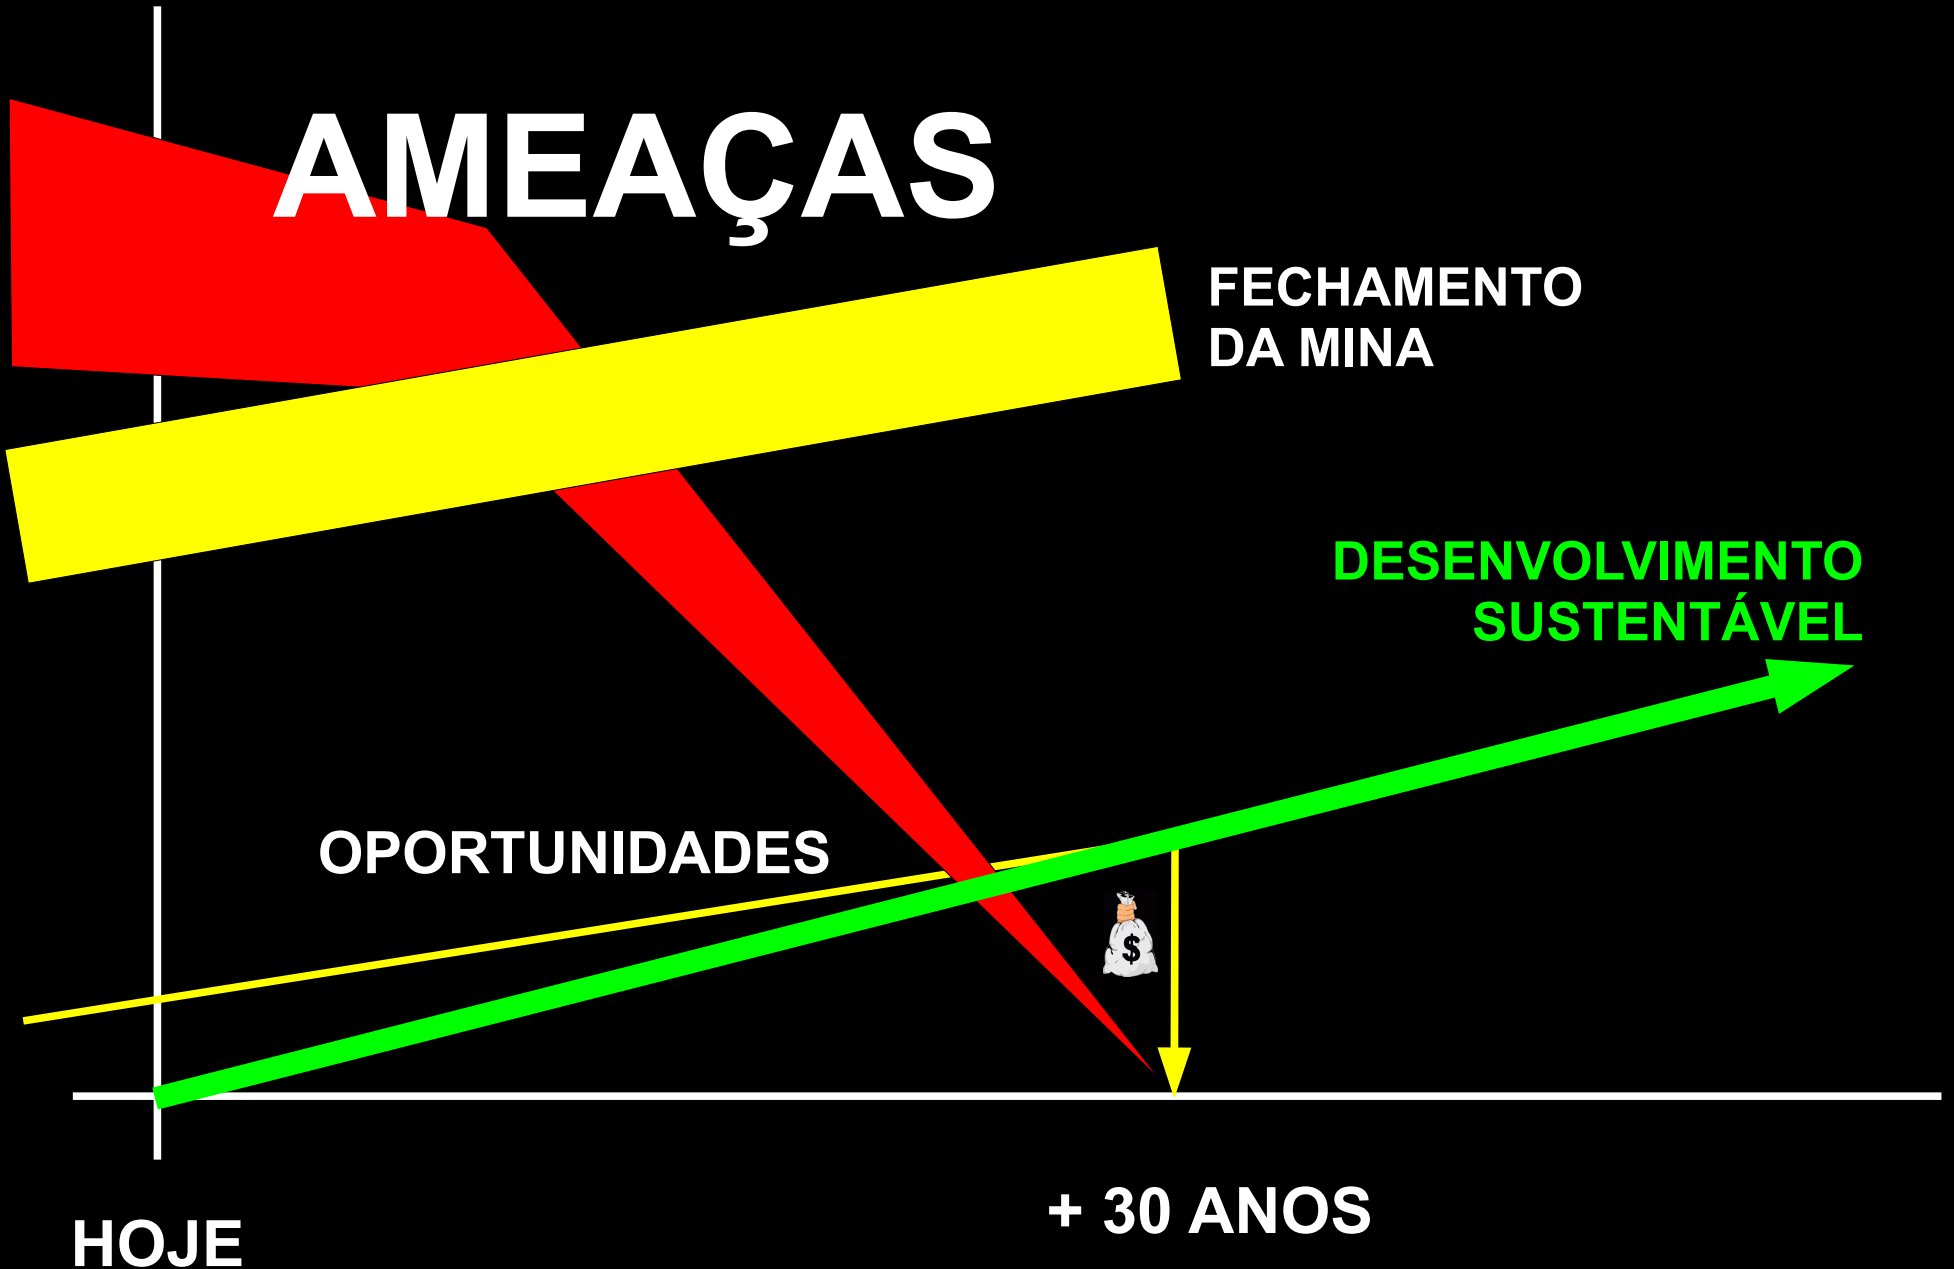 AMEAÇAS
FECHAMENTO
DA MINA
DESENVOLVIMENTO
SUSTENTÁVEL
OPORTUNIDADES
$
+ 30 ANOS
HOJE